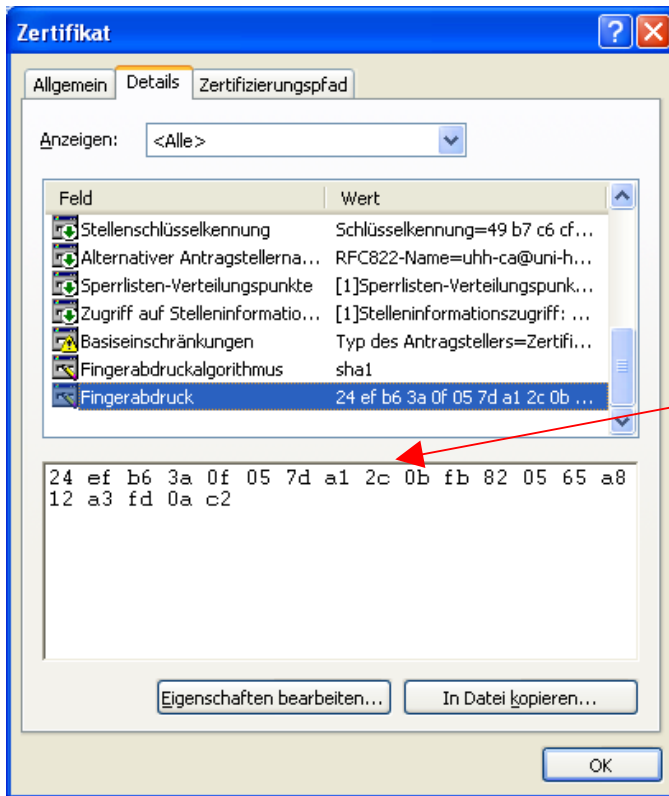 Zertifikat
Allgemein Details Zertifizierungspfad
Anzeigen: <Alle>
Feld Wert
Stellenschlüsselkennung Schlüsselkennung=49 b7 c6 cf...
Alternativer Antragstellerna... RFC822-Name=uhh-ca@uni-h...
Sperrlisten-Verteilungspunkte [1]Sperrlisten-Verteilungspunk...
Zugriff auf Stelleninformatio... [1]Stelleninformationszugriff: ...
Basiseinschränkungen Typ des Antragstellers=Zertifi...
Fingerabdruckalgorithmus sha1
Fingerabdruck 24 ef b6 3a 0f 05 7d a1 2c 0b ...
24 ef b6 3a 0f 05 7d a1 2c 0b fb 82 05 65 a8
12 a3 fd 0a c2
Eigenschaften bearbeiten... In Datei kopieren...
OK